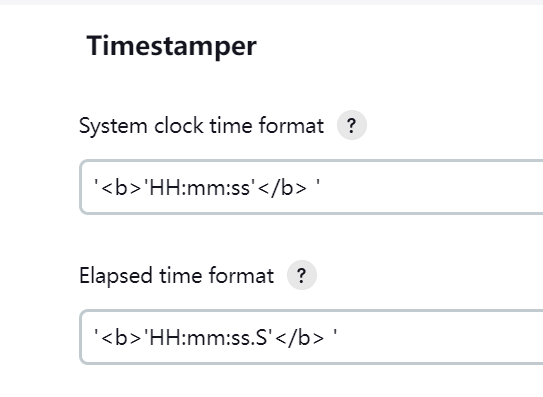 Timestamper
System clock time format ?
'<b>'HH:mm:ss'</b> '
Elapsed time format ?
'<b>'HH:mm:ss.S'</b> '